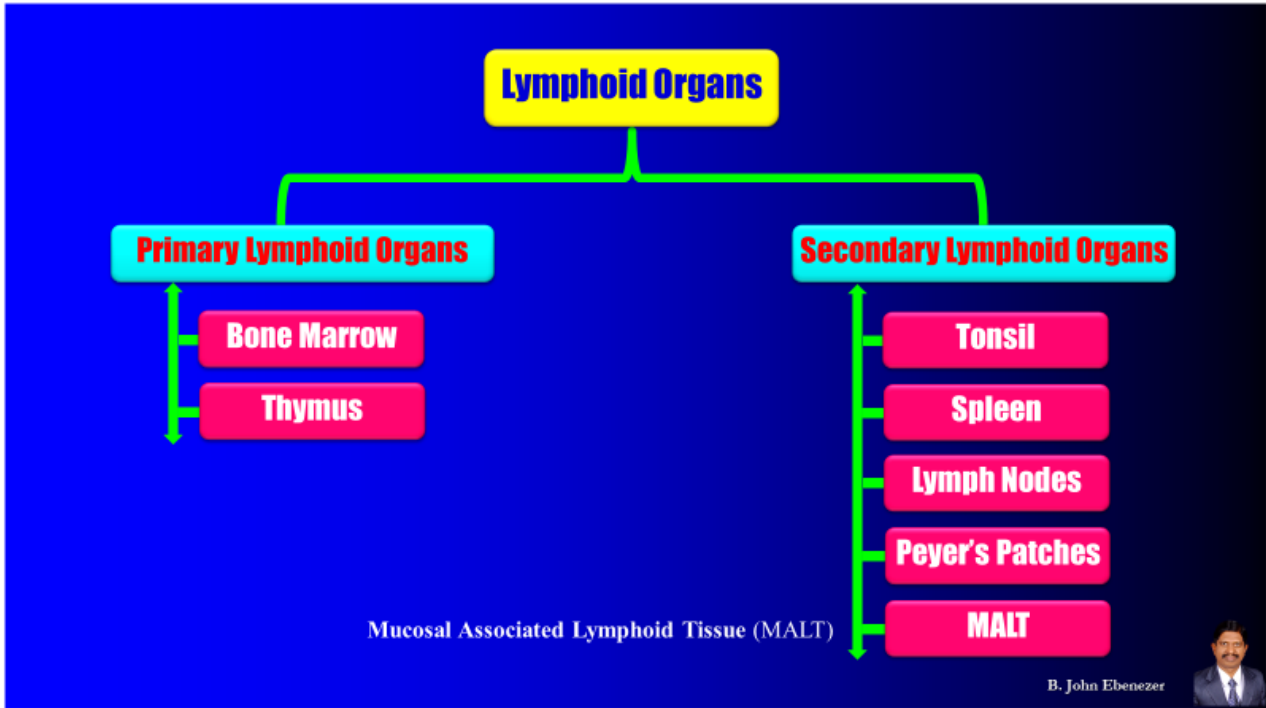 Lymphoid Organs
Primary Lymphoid Organs
Bone Marrow
Thymus
Secondary Lymphoid Organs
Tonsil
Spleen
Lymph Nodes
Peyer's Patches
MALT
Mucosal Associated Lymphoid Tissue (MALT)
B. John Ebenezer